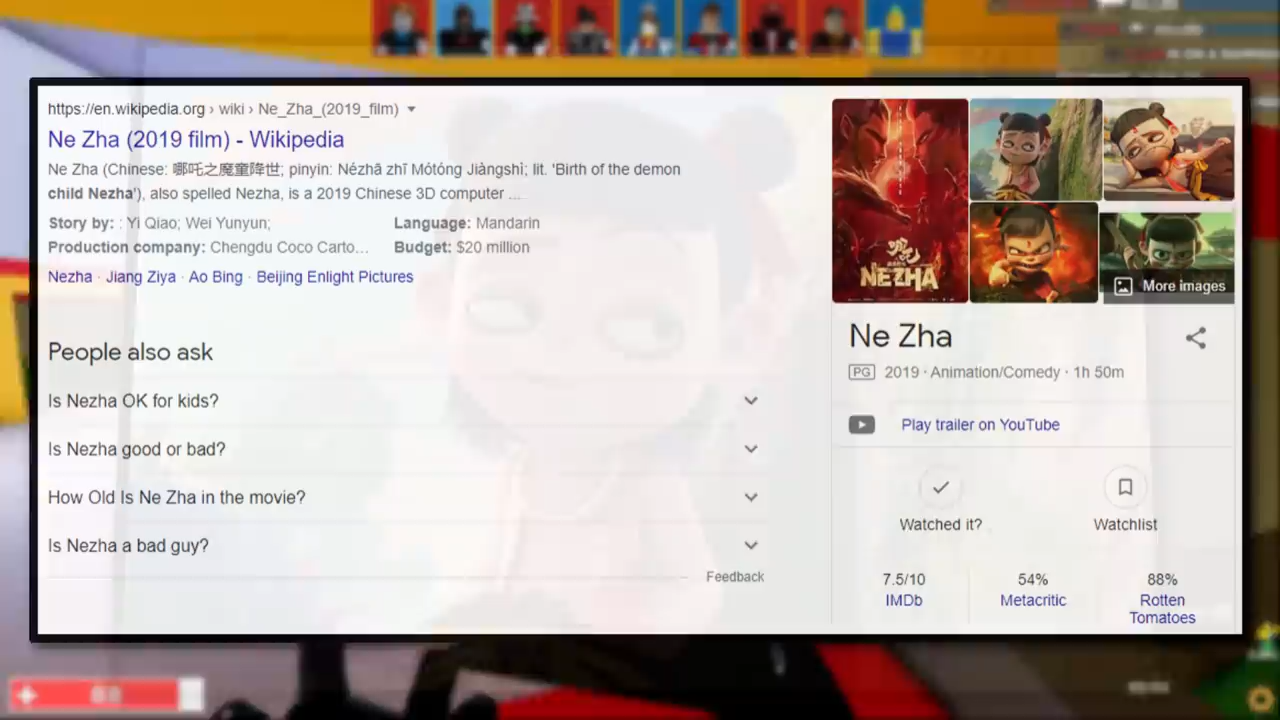 https://en.wikipedia.org › wiki › Ne_Zha_(2019_film)
Ne Zha (2019 film) - Wikipedia
Ne Zha (Chinese: 哪吒之魔童降世; pinyin: Nézhā zhī Mótóng Jiàngshì; lit. 'Birth of the demon
child Nezha'), also spelled Nezha, is a 2019 Chinese 3D computer ...
Story by: : Yi Qiao; Wei Yunyun;
Language: Mandarin
Production company: Chengdu Coco Carto...
Budget: $20 million
Nezha · Jiang Ziya · Ao Bing · Beijing Enlight Pictures
People also ask
Is Nezha OK for kids?
Is Nezha good or bad?
How Old Is Ne Zha in the movie?
Is Nezha a bad guy?
Feedback
哪吒
NEZHA
More images
Ne Zha
PG 2019 · Animation/Comedy · 1h 50m
Play trailer on YouTube
Watched it?
Watchlist
7.5/10
IMDb
54%
Metacritic
88%
Rotten
Tomatoes